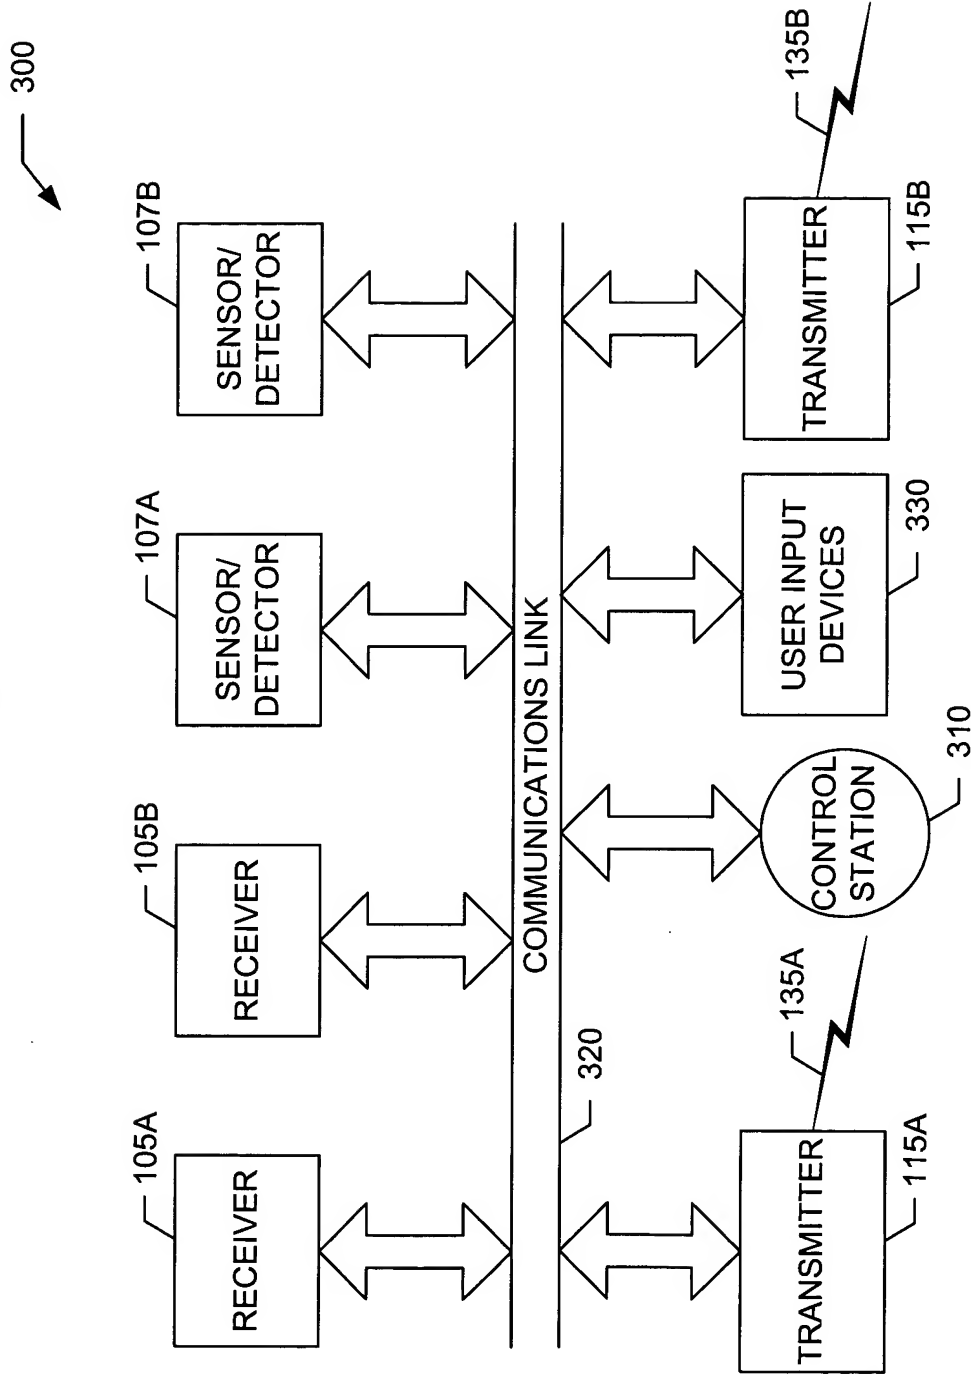 300
105A
105B
107A
107B
RECEIVER
RECEIVER
SENSOR/
DETECTOR
SENSOR/
DETECTOR
COMMUNICATIONS LINK
320
TRANSMITTER
CONTROL
STATION
USER INPUT
DEVICES
TRANSMITTER
135A
135B
115A
310
330
115B